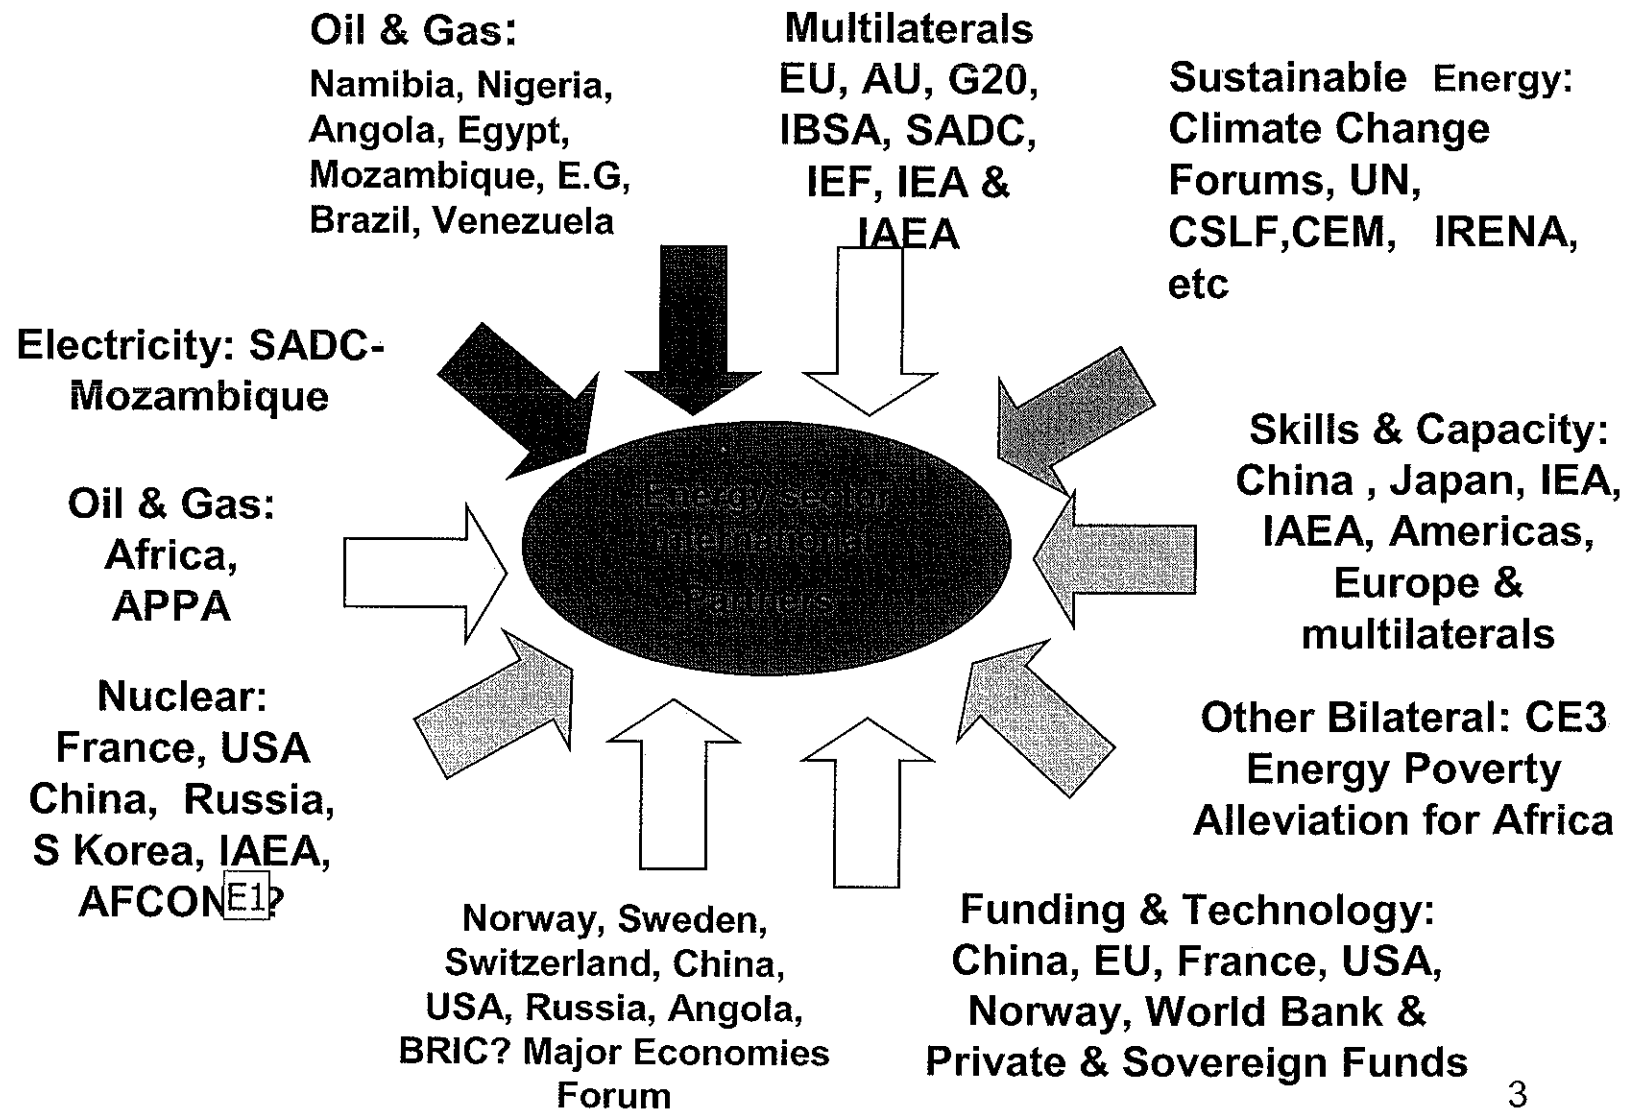 Oil & Gas:
Namibia, Nigeria,
Angola, Egypt,
Mozambique, E.G,
Brazil, Venezuela
Multilaterals
EU, AU, G20,
IBSA, SADC,
IEF, IEA &
IAEA
Sustainable Energy:
Climate Change
Forums, UN,
CSLF,CEM, IRENA,
etc
Electricity: SADC-
Mozambique
Skills & Capacity:
China , Japan, IEA,
IAEA, Americas,
Europe &
multilaterals
Oil & Gas:
Africa,
APPA
Energy sector
international
Partners
Nuclear:
France, USA
China, Russia,
S Korea, IAEA,
AFCON E1 ?
Other Bilateral: CE3
Energy Poverty
Alleviation for Africa
Norway, Sweden,
Switzerland, China,
USA, Russia, Angola,
BRIC? Major Economies
Forum
Funding & Technology:
China, EU, France, USA,
Norway, World Bank &
Private & Sovereign Funds
3